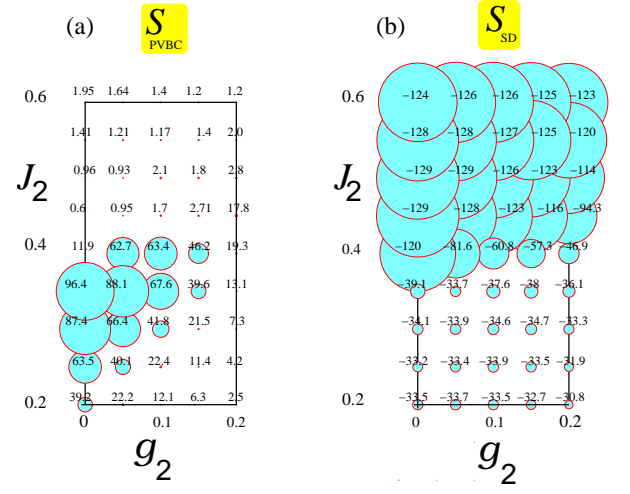 (a) S PVBC
(b) S SD
0.6 1.95 1.64 1.4 1.2 1.2
1.41 1.21 1.17 1.4 2.0
J2 0.96 0.93 2.1 1.8 2.8
0.6 0.95 1.7 2.71 17.8
0.4 11.9 62.7 63.4 46.2 19.3
96.4 88.1 67.6 39.6 13.1
87.4 66.4 41.8 21.5 7.3
63.5 40.1 22.4 11.4 4.2
0.2 39.2 22.2 12.1 6.3 2.5
0 0.1 0.2
g2
0.6 −124 −126 −126 −125 −123
−128 −128 −127 −125 −120
J2 −129 −129 −126 −123 −114
−129 −128 −123 −116 −94.3
0.4 −120 −81.6 −60.8 −57.3 −46.9
−39.1 −33.7 −37.6 −38 −36.1
−34.1 −33.9 −34.6 −34.7 −33.3
−33.2 −33.4 −33.9 −33.5 −31.9
0.2 −33.5 −33.7 −33.5 −32.7 −30.8
0 0.1 0.2
g2